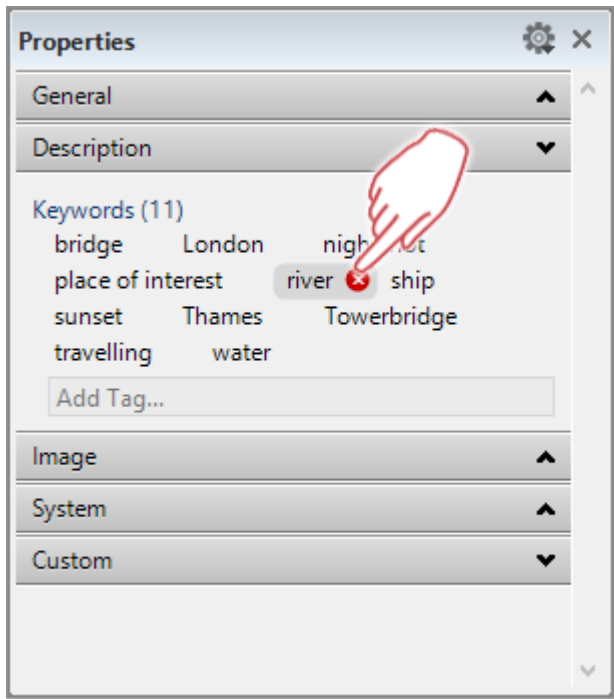 Properties
General
Description
Keywords (11)
bridge London
place of interest river ship
sunset Thames Towerbridge
travelling water
Add Tag...
Image
System
Custom